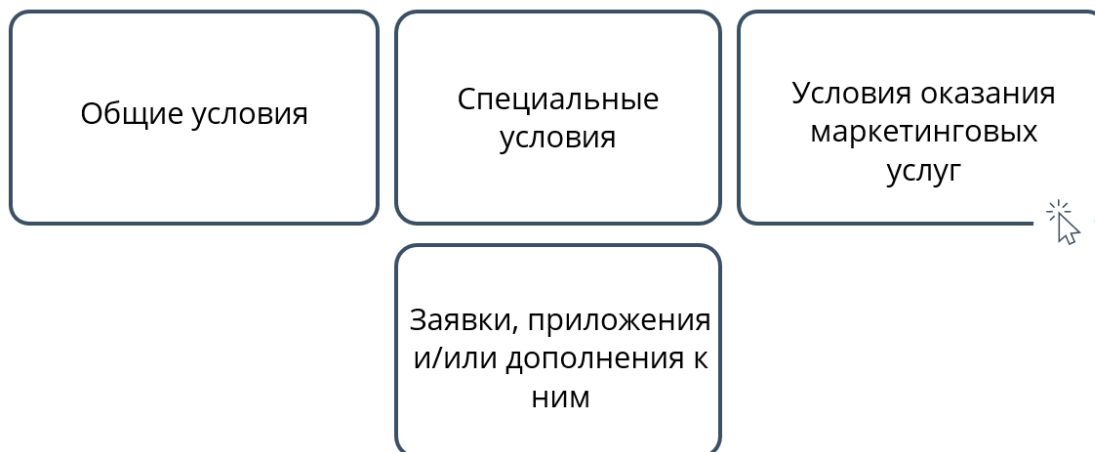 Общие условия
Специальные
условия
Условия оказания
маркетинговых
услуг
Заявки, приложения
и/или дополнения к
ним